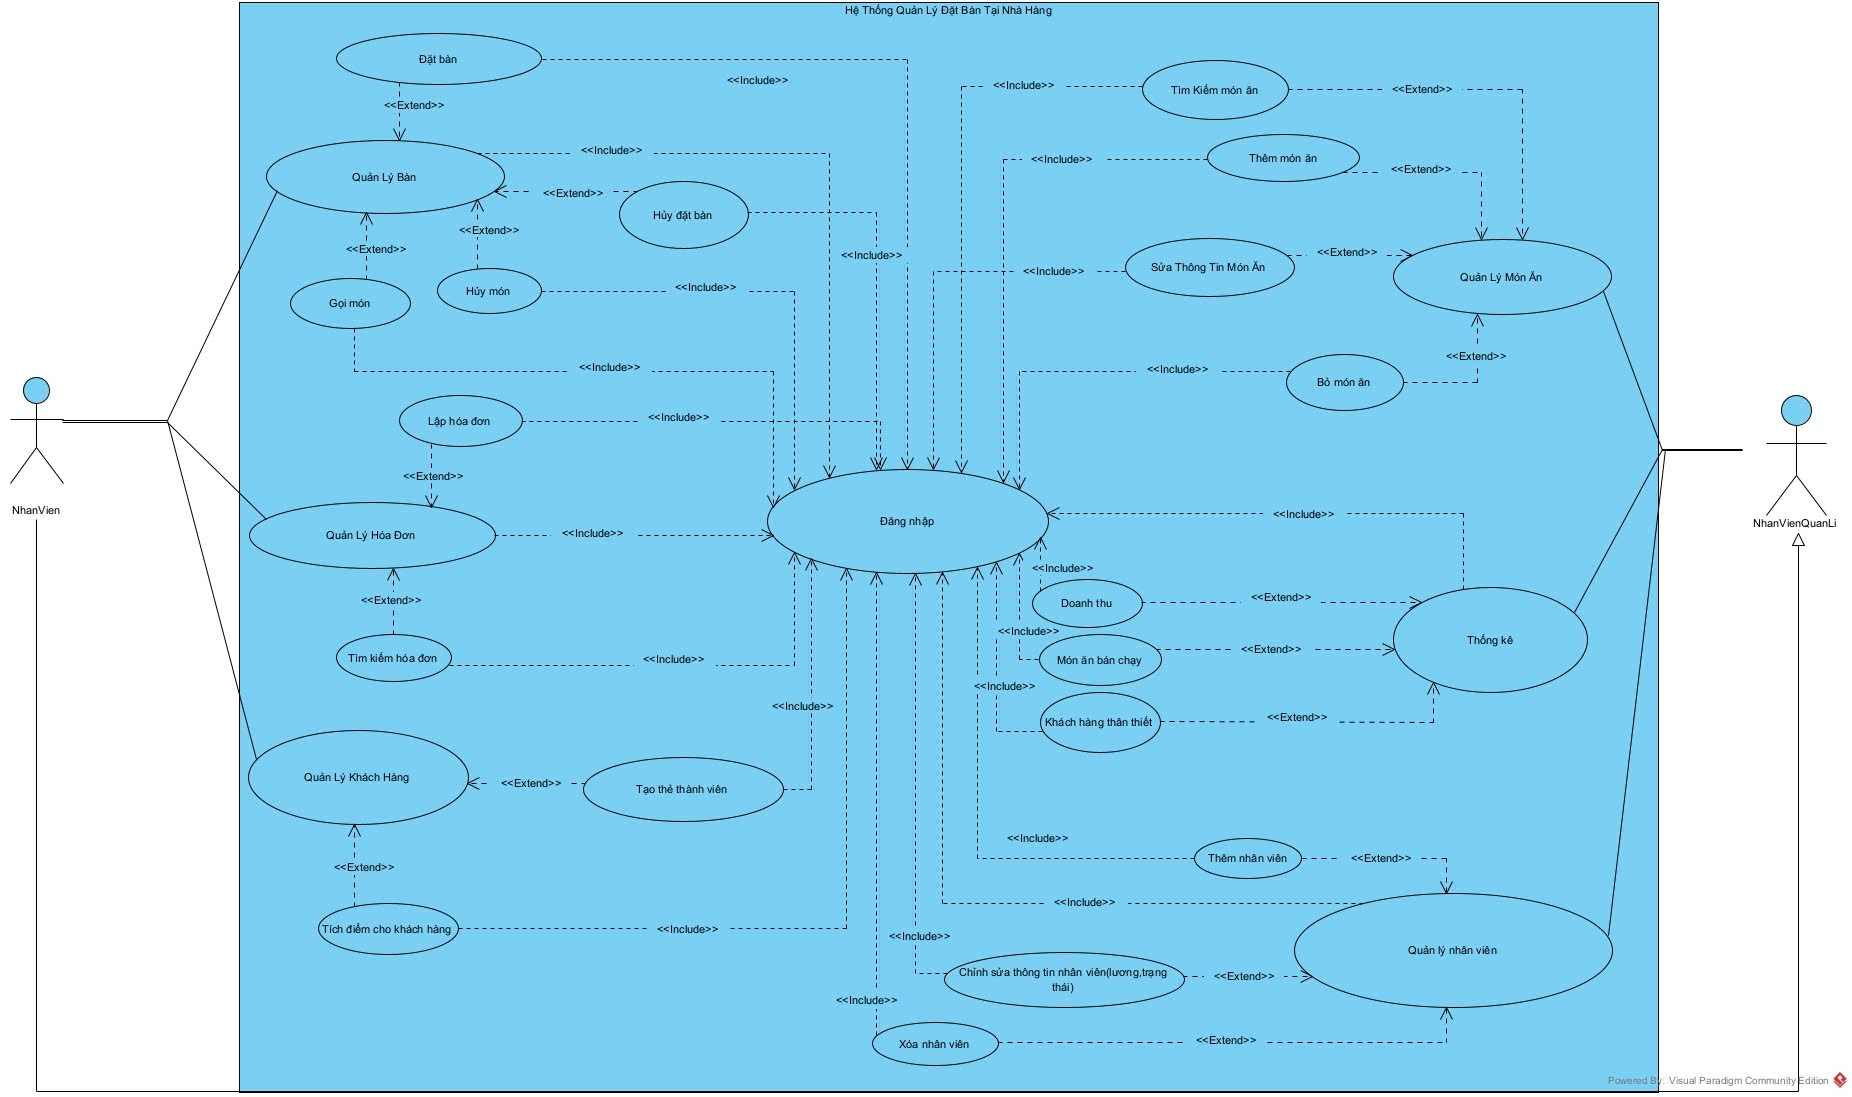 Hệ Thống Quản Lý Đặt Bàn Tại Nhà Hàng
Đặt bàn
<<Include>>
<<Extend>>
Tìm Kiếm món ăn
<<Include>>
<<Extend>>
Quản Lý Bàn
<<Include>>
<<Extend>>
Hủy đặt bàn
<<Include>>
Thêm món ăn
<<Include>>
<<Extend>>
<<Extend>>
Gọi món
<<Extend>>
Hủy món
<<Include>>
<<Include>>
Sửa Thông Tin Món Ăn
<<Include>>
<<Extend>>
Quản Lý Món Ăn
Bỏ món ăn
<<Include>>
<<Extend>>
Lập hóa đơn
<<Include>>
<<Extend>>
NhanVien
NhanVienQuanLi
Quản Lý Hóa Đơn
<<Include>>
Đăng nhập
<<Include>>
<<Extend>>
Tìm kiếm hóa đơn
<<Include>>
<<Include>>
Doanh thu
<<Extend>>
Thống kê
<<Include>>
Món ăn bán chạy
<<Extend>>
<<Include>>
Khách hàng thân thiết
<<Extend>>
<<Include>>
Quản Lý Khách Hàng
<<Extend>>
Tạo thẻ thành viên
<<Extend>>
Tích điểm cho khách hàng
<<Include>>
<<Include>>
Thêm nhân viên
<<Extend>>
<<Include>>
Quản lý nhân viên
<<Include>>
Chỉnh sửa thông tin nhân viên(lương,trạng
thái)
<<Extend>>
<<Include>>
Xóa nhân viên
<<Extend>>
Powered By: Visual Paradigm Community Edition